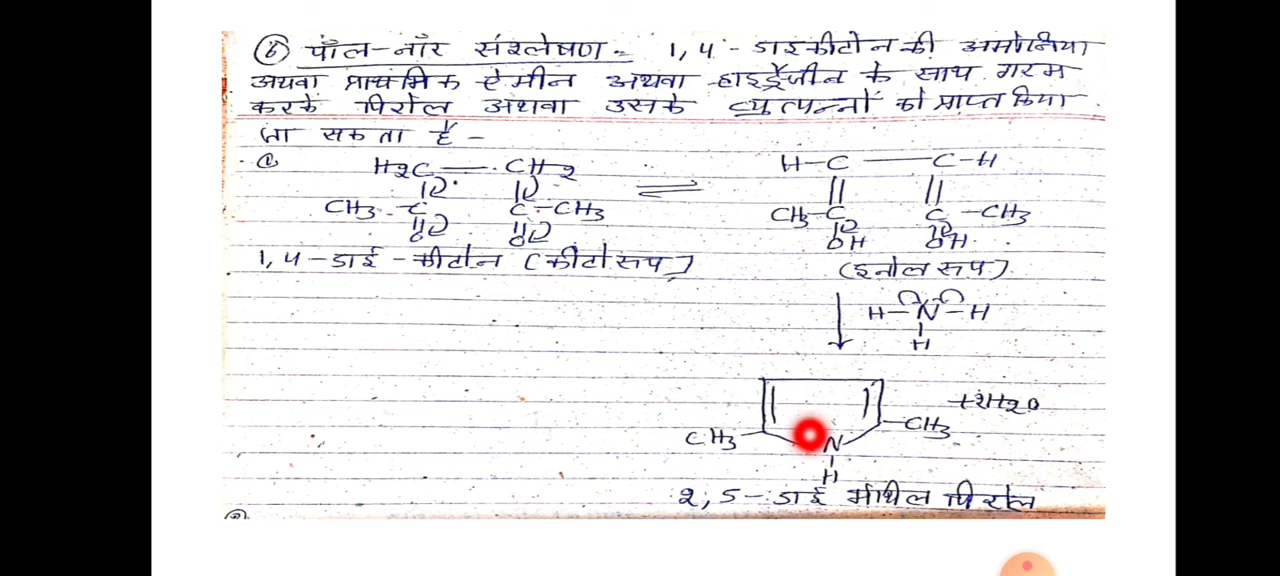 (6) पॉल-नॉर संश्लेषण - 1,4 - डाइकीटोन की अमोनिया
अथवा प्राथमिक ऐमीन अथवा हाइड्रैजीन के साथ गरम
करके पिरोल अथवा उसके व्युत्पन्नों को प्राप्त किया
जा सकता है -
H2C — CH2 ⇌ H-C — C-H
CH3-C C-CH3 CH3-C C-CH3
O O OH OH
1,4-डाई-कीटोन (कीटोरूप) (इनोल रूप)
H-N-H
H
+2H2O
CH3 N CH3
H
2,5-डाई मेथिल पिरोल